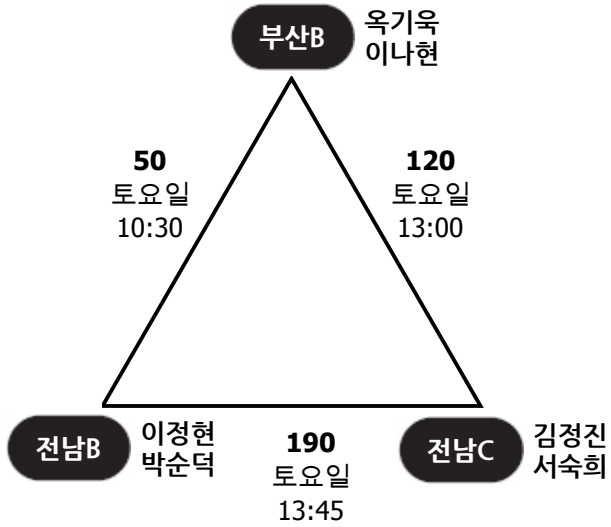 부산B
옥기욱
이나현
50
토요일
10:30
120
토요일
13:00
전남B
이정현
박순덕
190
토요일
13:45
전남C
김정진
서숙희